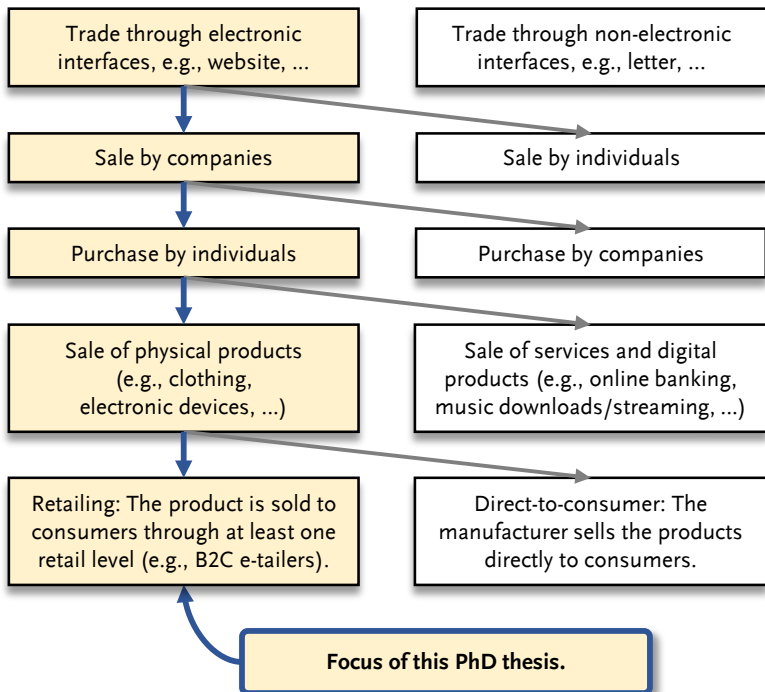 Trade through electronic
interfaces, e.g., website, ...
Trade through non-electronic
interfaces, e.g., letter, ...
Sale by companies
Sale by individuals
Purchase by individuals
Purchase by companies
Sale of physical products
(e.g., clothing,
electronic devices, ...)
Sale of services and digital
products (e.g., online banking,
music downloads/streaming, ...)
Retailing: The product is sold to
consumers through at least one
retail level (e.g., B2C e-tailers).
Direct-to-consumer: The
manufacturer sells the products
directly to consumers.
Focus of this PhD thesis.